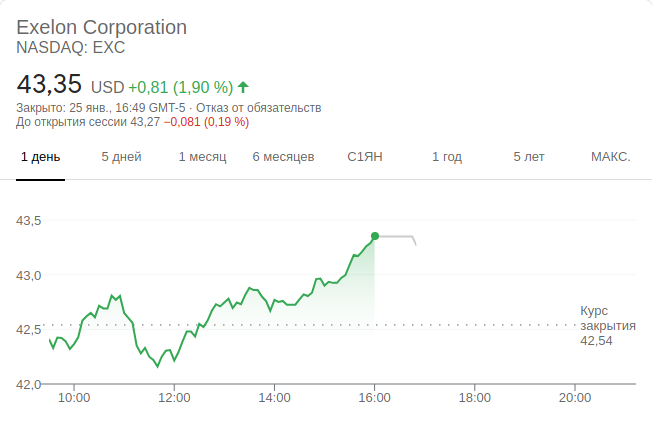 Exelon Corporation
NASDAQ: EXC
43,35 USD +0,81 (1,90 %)
Закрыто: 25 янв., 16:49 GMT-5 · Отказ от обязательств
До открытия сессии 43,27 −0,081 (0,19 %)
1 день 5 дней 1 месяц 6 месяцев С1ЯН 1 год 5 лет МАКС.
43,5
43,0
42,5
42,0
Курс
закрытия
42,54
10:00 12:00 14:00 16:00 18:00 20:00